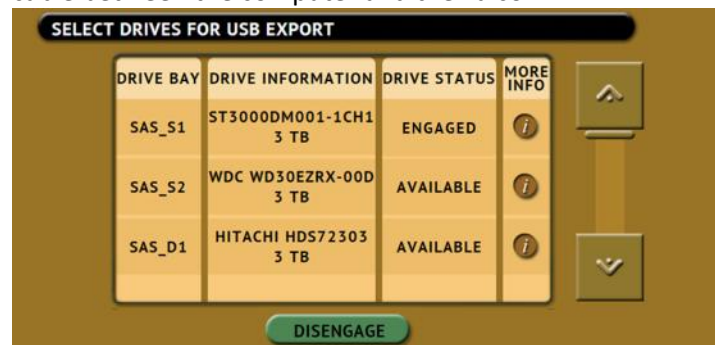 SELECT DRIVES FOR USB EXPORT
DRIVE BAY DRIVE INFORMATION DRIVE STATUS MORE INFO
SAS_S1 ST3000DM001-1CH1 3 TB ENGAGED i
SAS_S2 WDC WD30EZRX-00D 3 TB AVAILABLE i
SAS_D1 HITACHI HDS72303 3 TB AVAILABLE i
DISENGAGE